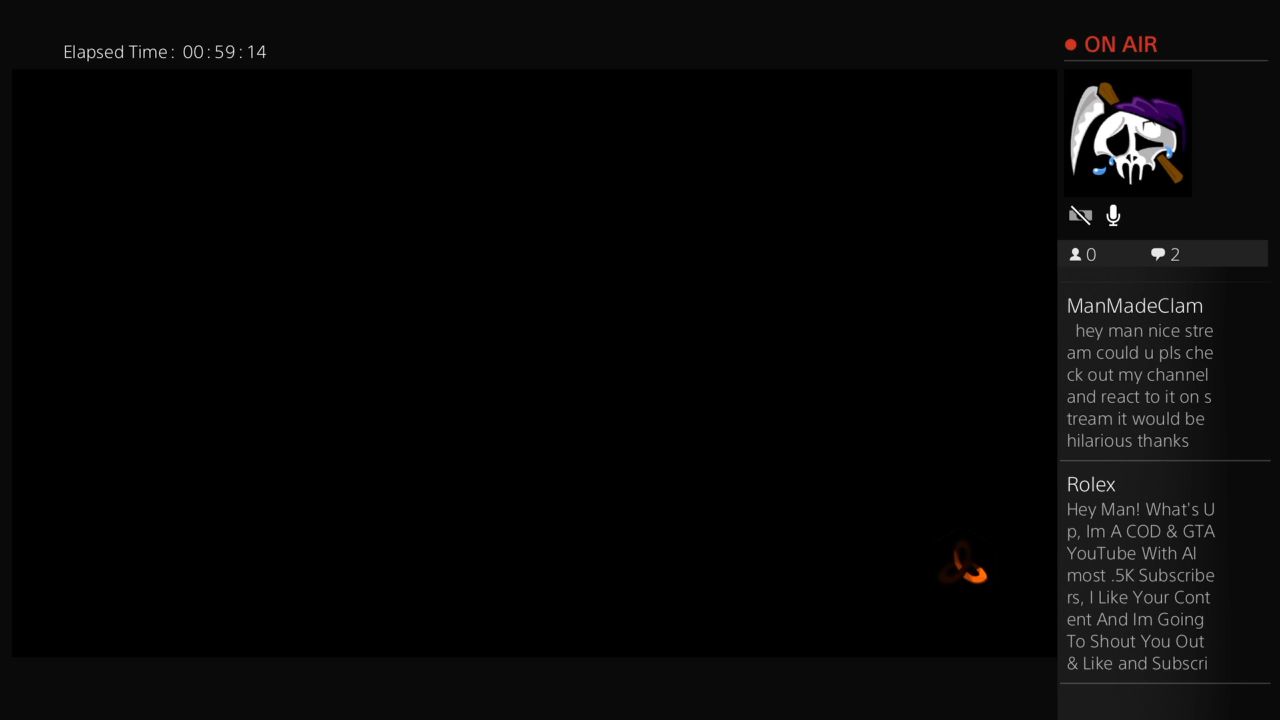 Elapsed Time: 00:59:14
ON AIR
0 2
ManMadeClam
hey man nice stre
am could u pls che
ck out my channel
and react to it on s
tream it would be
hilarious thanks
Rolex
Hey Man! What's U
p, Im A COD & GTA
YouTube With Al
most .5K Subscribe
rs, I Like Your Cont
ent And Im Going
To Shout You Out
& Like and Subscri